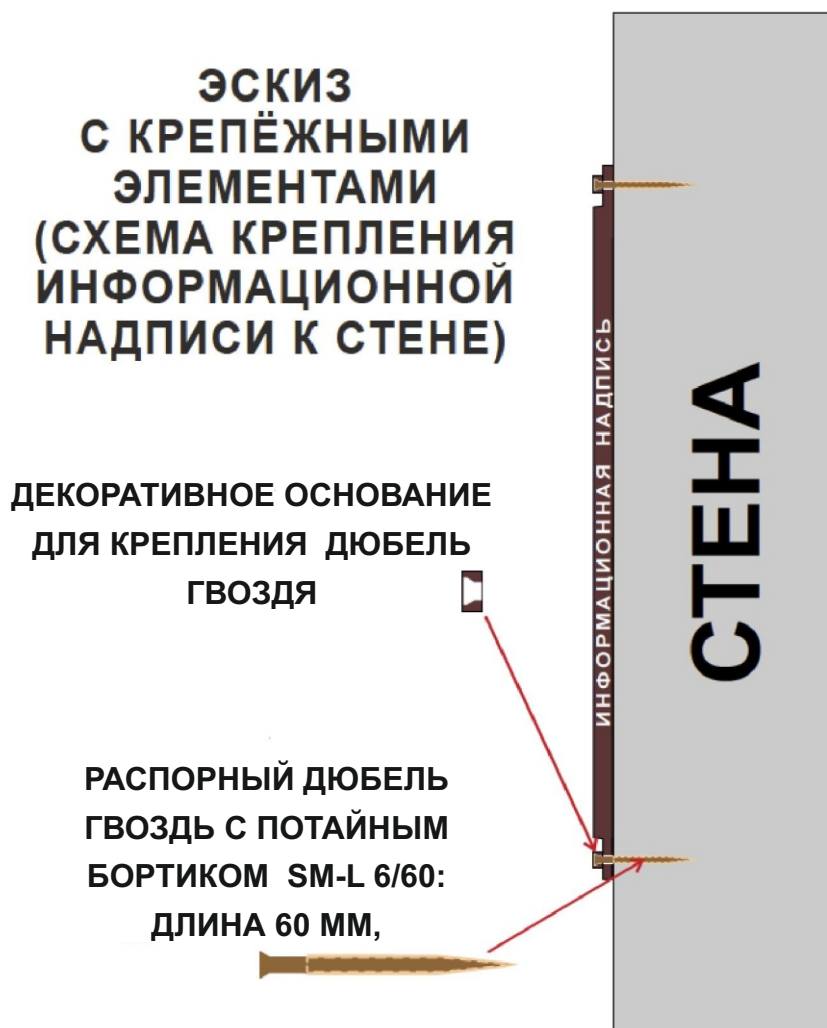 ЭСКИЗ
С КРЕПЁЖНЫМИ
ЭЛЕМЕНТАМИ
(СХЕМА КРЕПЛЕНИЯ
ИНФОРМАЦИОННОЙ
НАДПИСИ К СТЕНЕ)
ДЕКОРАТИВНОЕ ОСНОВАНИЕ
ДЛЯ КРЕПЛЕНИЯ ДЮБЕЛЬ
ГВОЗДЯ
РАСПОРНЫЙ ДЮБЕЛЬ
ГВОЗДЬ С ПОТАЙНЫМ
БОРТИКОМ SM-L 6/60:
ДЛИНА 60 ММ,
ИНФОРМАЦИОННАЯ НАДПИСЬ
СТЕНА